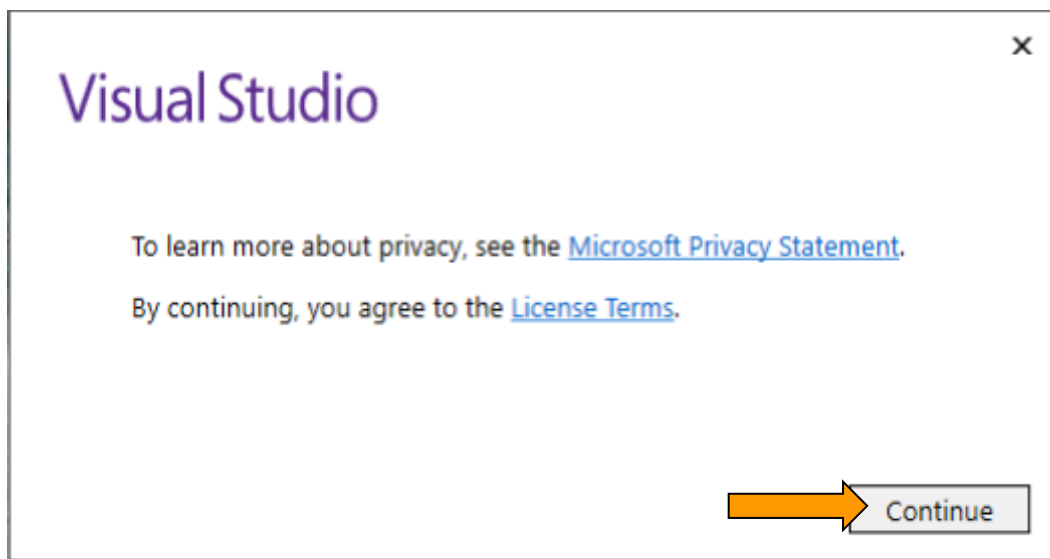 Visual Studio
To learn more about privacy, see the Microsoft Privacy Statement.
By continuing, you agree to the License Terms.
Continue